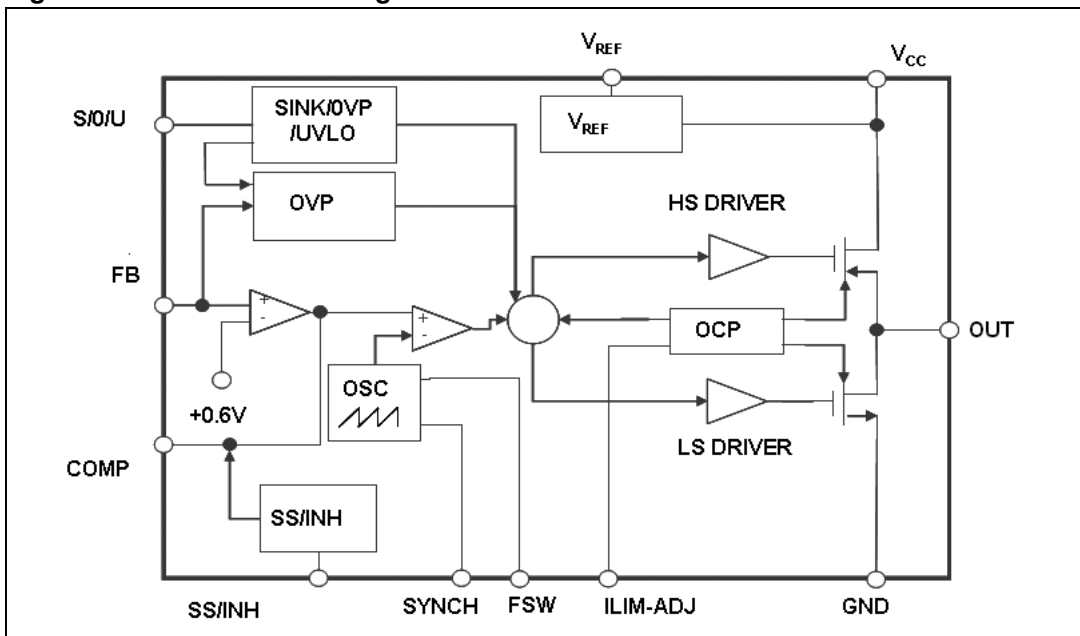 V_REF
V_CC
S/0/U
SINK/0VP
/UVLO
V_REF
OVP
HS DRIVER
FB
+
-
+
-
OCP
OUT
OSC
+0.6V
LS DRIVER
COMP
SS/INH
SS/INH
SYNCH
FSW
ILIM-ADJ
GND